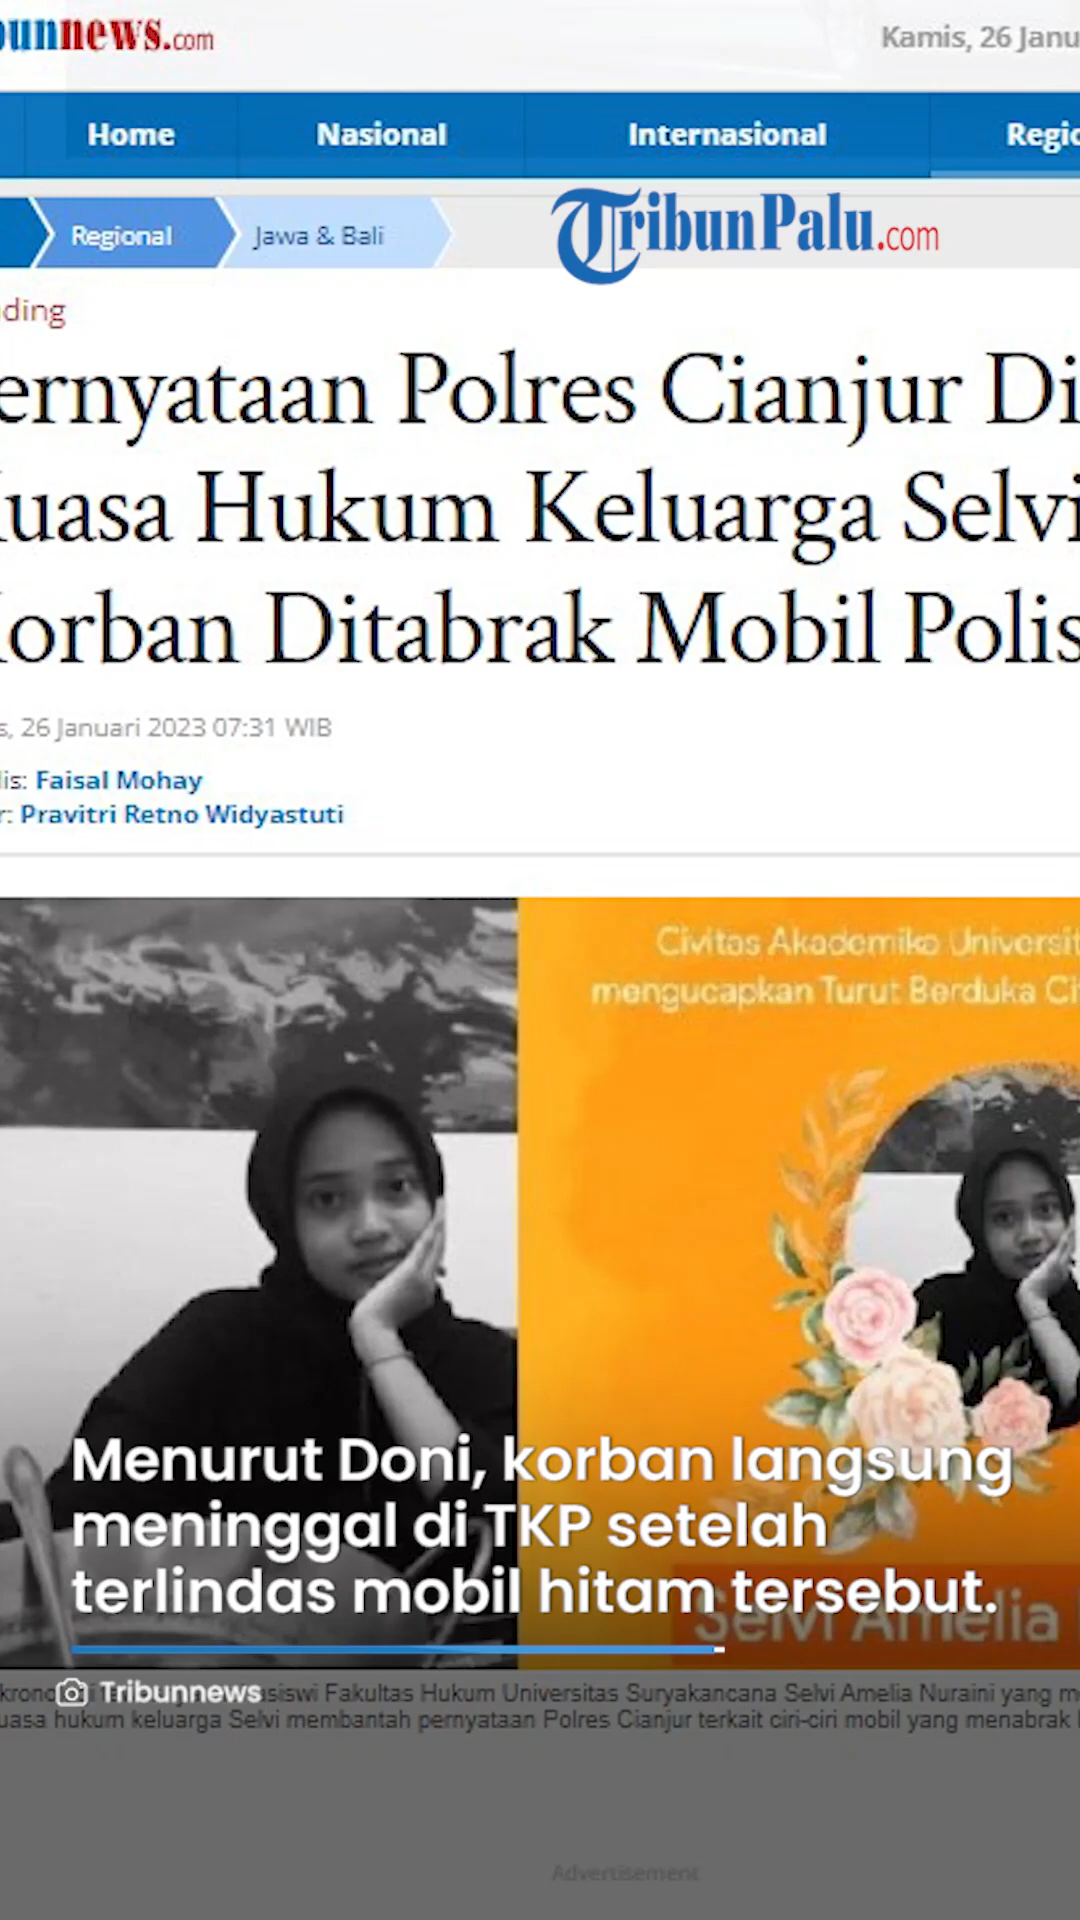 bunnews.com
Kamis, 26 Janu
Home Nasional Internasional Regio
Regional Jawa & Bali
TribunPalu.com
ding
ernyataan Polres Cianjur Di
uasa Hukum Keluarga Selvi
orban Ditabrak Mobil Polis
s, 26 Januari 2023 07:31 WIB
lis: Faisal Mohay
r: Pravitri Retno Widyastuti
Civitas Akademika Universit
mengucapkan Turut Berduka Ci
Menurut Doni, korban langsung
meninggal di TKP setelah
terlindas mobil hitam tersebut.
Selvi Amelia
Tribunnews
siswi Fakultas Hukum Universitas Suryakancana Selvi Amelia Nuraini yang m
uasa hukum keluarga Selvi membantah pernyataan Polres Cianjur terkait ciri-ciri mobil yang menabrak
Advertisement